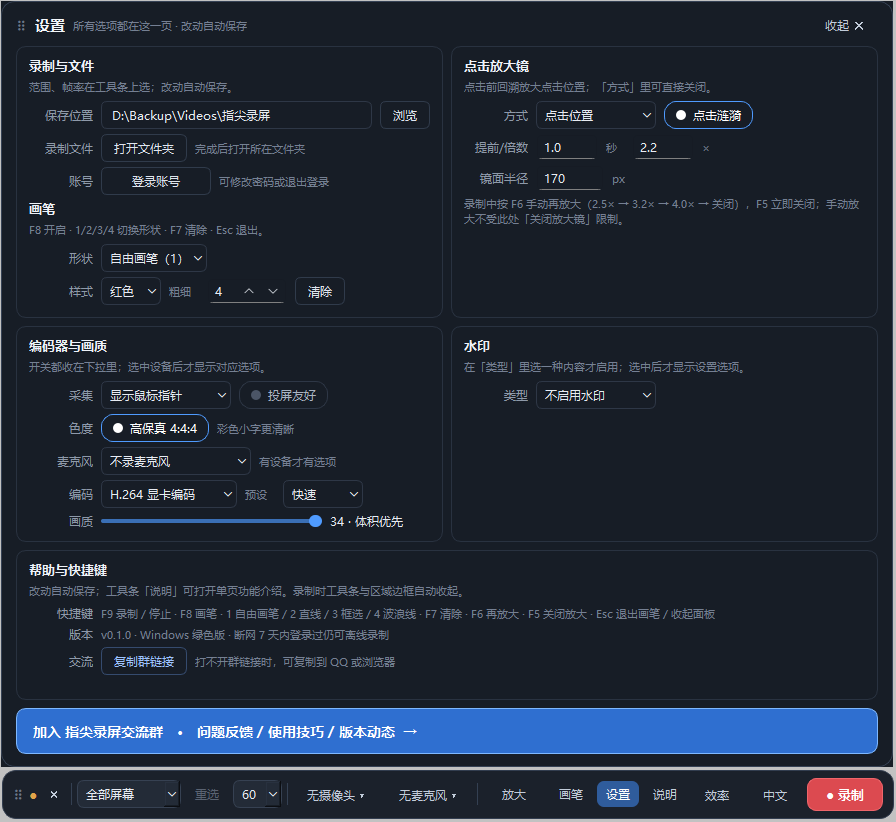 设置 所有选项都在这一页 · 改动自动保存
收起 ×
录制与文件
范围、帧率在工具条上选；改动自动保存。
保存位置 D:\Backup\Videos\指尖录屏 浏览
录制文件 打开文件夹 完成后打开所在文件夹
账号 登录账号 可修改密码或退出登录
画笔
F8 开启 · 1/2/3/4 切换形状 · F7 清除 · Esc 退出。
形状 自由画笔（1）
样式 红色 粗细 4 清除
点击放大镜
点击前回溯放大点击位置；「方式」里可直接关闭。
方式 点击位置 点击涟漪
提前/倍数 1.0 秒 2.2 ×
镜面半径 170 px
录制中按 F6 手动再放大（2.5× → 3.2× → 4.0× → 关闭），F5 立即关闭；手动放
大不受此处「关闭放大镜」限制。
编码器与画质
开关都收在下拉里；选中设备后才显示对应选项。
采集 显示鼠标指针 投屏友好
色度 高保真 4:4:4 彩色小字更清晰
麦克风 不录麦克风 有设备才有选项
编码 H.264 显卡编码 预设 快速
画质 34 · 体积优先
水印
在「类型」里选一种内容才启用；选中后才显示设置选项。
类型 不启用水印
帮助与快捷键
改动自动保存；工具条「说明」可打开单页功能介绍。录制时工具条与区域边框自动收起。
快捷键 F9 录制 / 停止 · F8 画笔 · 1 自由画笔 / 2 直线 / 3 框选 / 4 波浪线 · F7 清除 · F6 再放大 · F5 关闭放大 · Esc 退出画笔 / 收起面板
版本 v0.1.0 · Windows 绿色版 · 断网 7 天内登录过仍可离线录制
交流 复制群链接 打不开群链接时，可复制到 QQ 或浏览器
加入 指尖录屏交流群 • 问题反馈 / 使用技巧 / 版本动态 →
× 全部屏幕 重选 60 无摄像头 无麦克风 放大 画笔 设置 说明 效率 中文 ● 录制